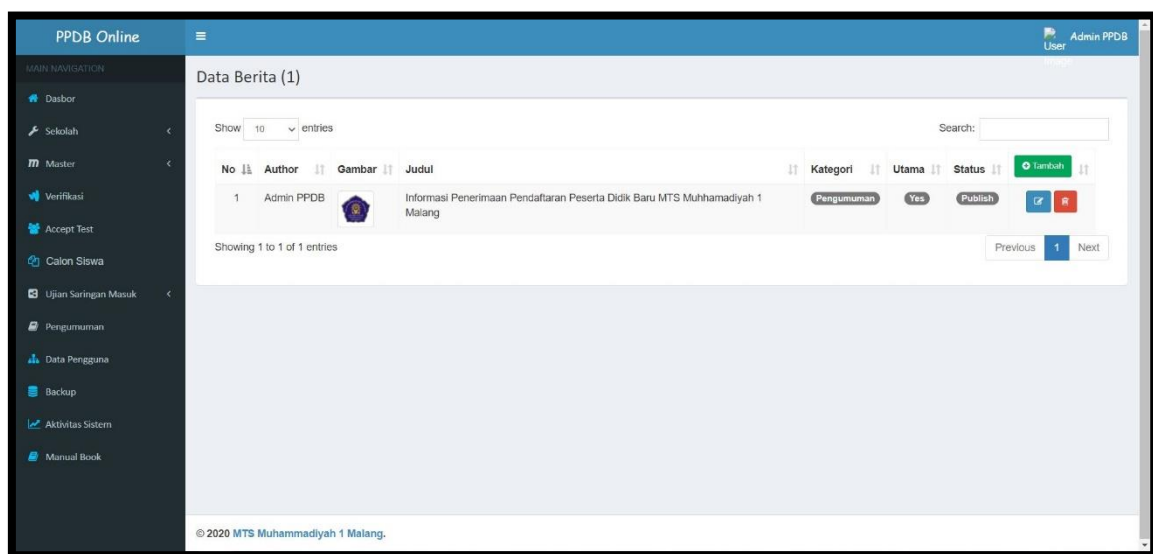 PPDB Online
Admin PPDB
User
Image
MAIN NAVIGATION
Dasbor
Sekolah
Master
Verifikasi
Accept Test
Calon Siswa
Ujian Saringan Masuk
Pengumuman
Data Pengguna
Backup
Aktivitas Sistem
Manual Book
Data Berita (1)
Show 10 entries
Search:
No Author Gambar Judul Kategori Utama Status Tambah
1 Admin PPDB Informasi Penerimaan Pendaftaran Peserta Didik Baru MTS Muhhamadiyah 1 Pengumuman Yes Publish
Malang
Showing 1 to 1 of 1 entries
Previous 1 Next
© 2020 MTS Muhammadiyah 1 Malang.